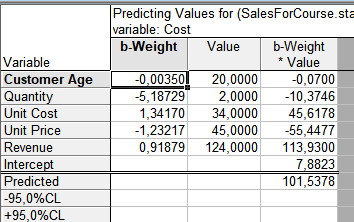 Predicting Values for (SalesForCourse.sta
variable: Cost
Variable b-Weight Value b-Weight * Value
Customer Age -0,00350 20,0000 -0,0700
Quantity -5,18729 2,0000 -10,3746
Unit Cost 1,34170 34,0000 45,6178
Unit Price -1,23217 45,0000 -55,4477
Revenue 0,91879 124,0000 113,9300
Intercept 7,8823
Predicted 101,5378
-95,0%CL
+95,0%CL